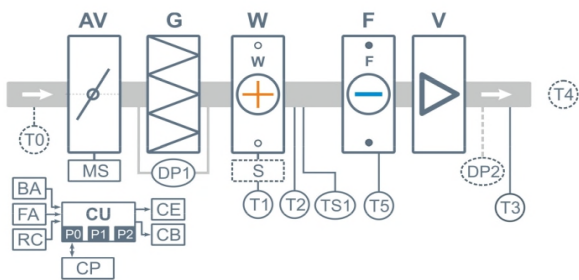 AV G W F V
W F
T0 T4
MS DP1 S DP2
T1 T2 TS1 T5 T3
BA
FA
RC
CU
P0 P1 P2
CE
CB
CP